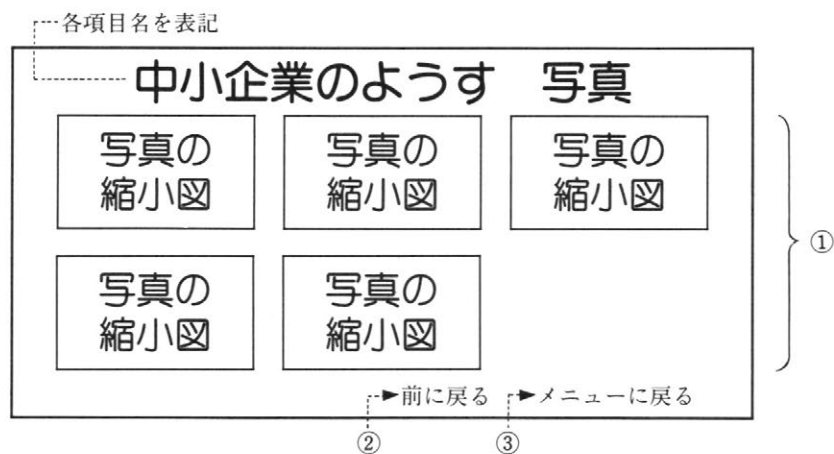 各項目名を表記
中小企業のようす 写真
写真の
縮小図
写真の
縮小図
写真の
縮小図
①
写真の
縮小図
写真の
縮小図
前に戻る
メニューに戻る
②
③